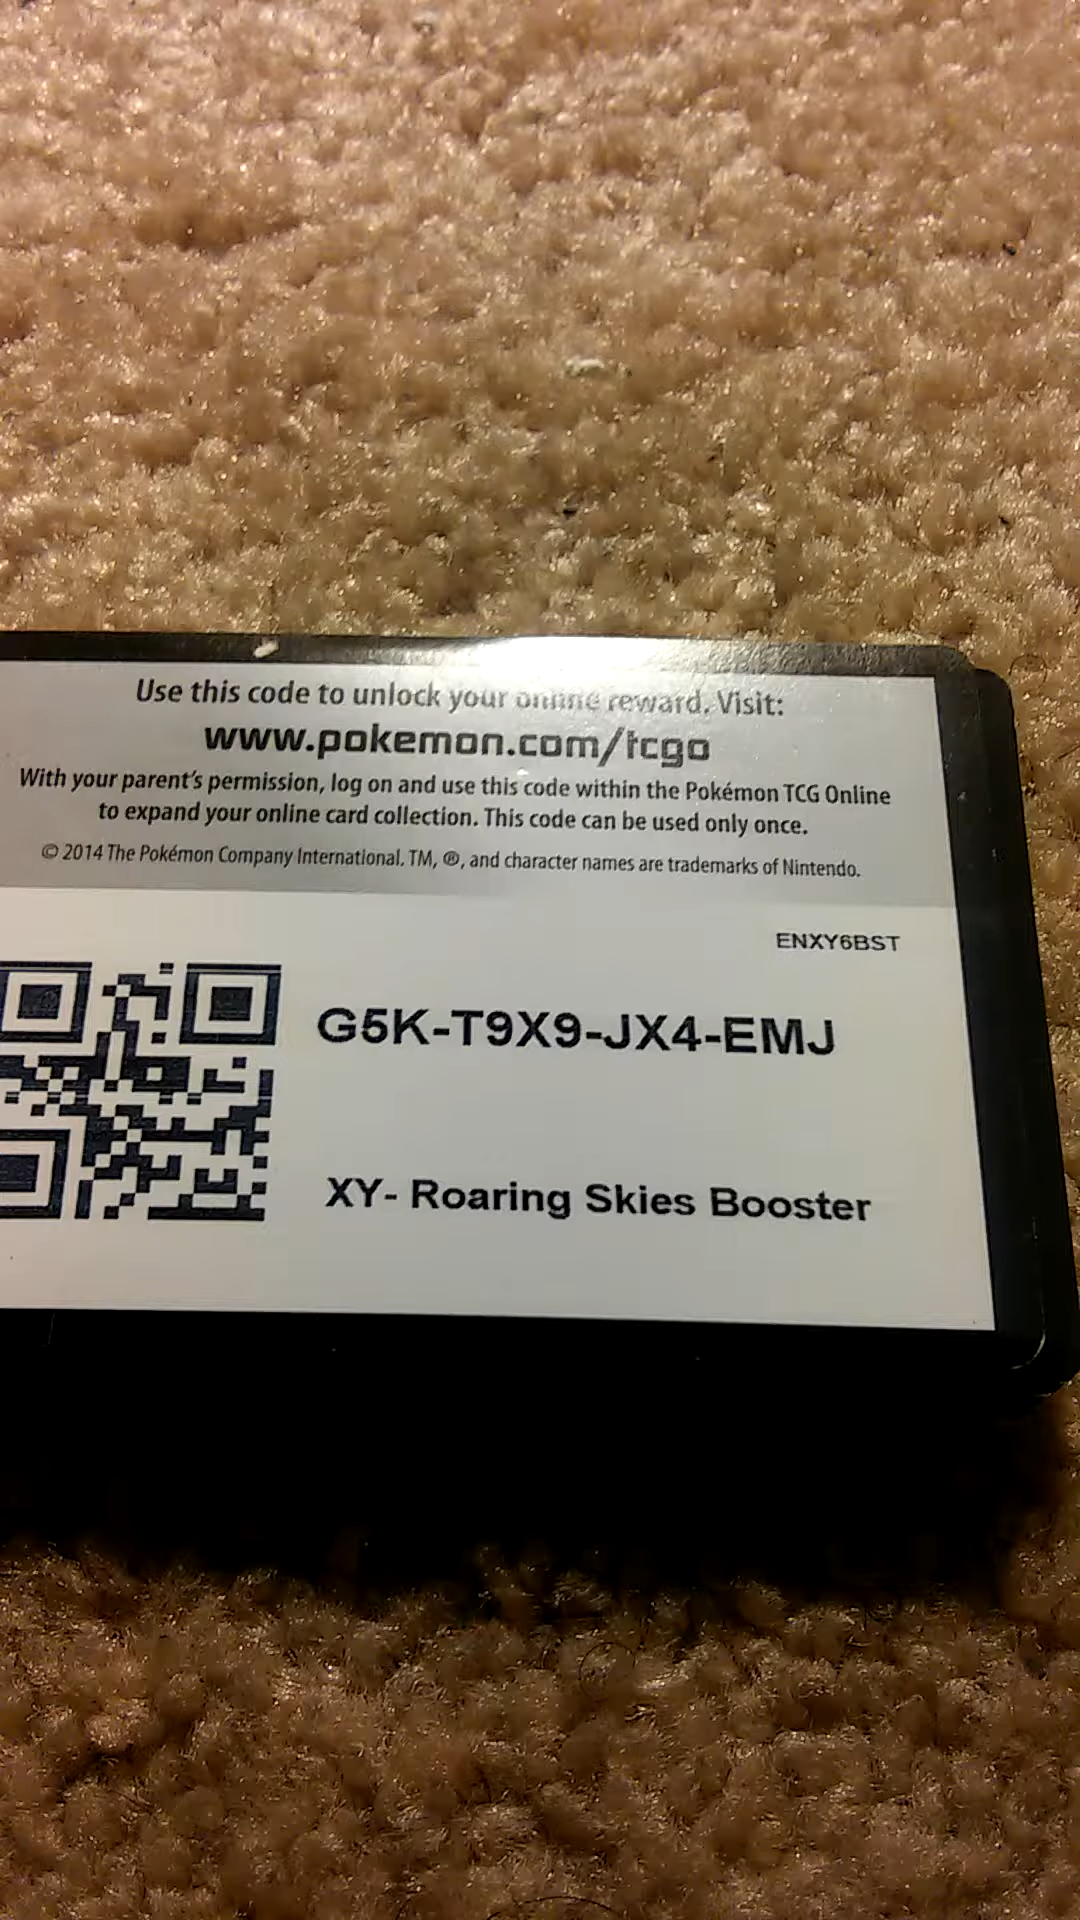 Use this code to unlock your online reward. Visit:
www.pokemon.com/tcgo
With your parent's permission, log on and use this code within the Pokémon TCG Online
to expand your online card collection. This code can be used only once.
© 2014 The Pokémon Company International. TM, ®, and character names are trademarks of Nintendo.
ENXY6BST
G5K-T9X9-JX4-EMJ
XY- Roaring Skies Booster